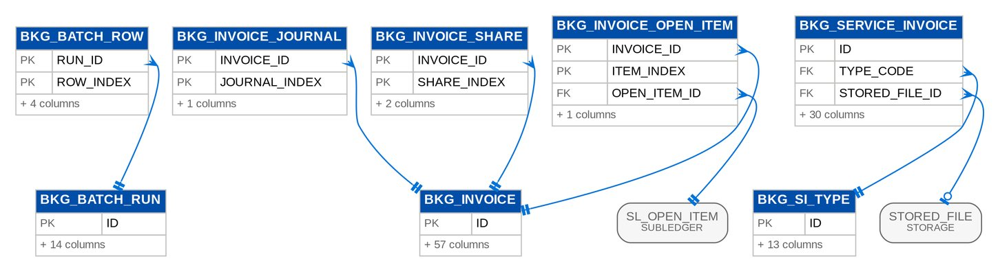 BKG_BATCH_ROW
PK RUN_ID
PK ROW_INDEX
+ 4 columns
BKG_INVOICE_JOURNAL
PK INVOICE_ID
PK JOURNAL_INDEX
+ 1 columns
BKG_INVOICE_SHARE
PK INVOICE_ID
PK SHARE_INDEX
+ 2 columns
BKG_INVOICE_OPEN_ITEM
PK INVOICE_ID
PK ITEM_INDEX
FK OPEN_ITEM_ID
+ 1 columns
BKG_SERVICE_INVOICE
PK ID
FK TYPE_CODE
FK STORED_FILE_ID
+ 30 columns
BKG_BATCH_RUN
PK ID
+ 14 columns
BKG_INVOICE
PK ID
+ 57 columns
SL_OPEN_ITEM
SUBLEDGER
BKG_SI_TYPE
PK ID
+ 13 columns
STORED_FILE
STORAGE